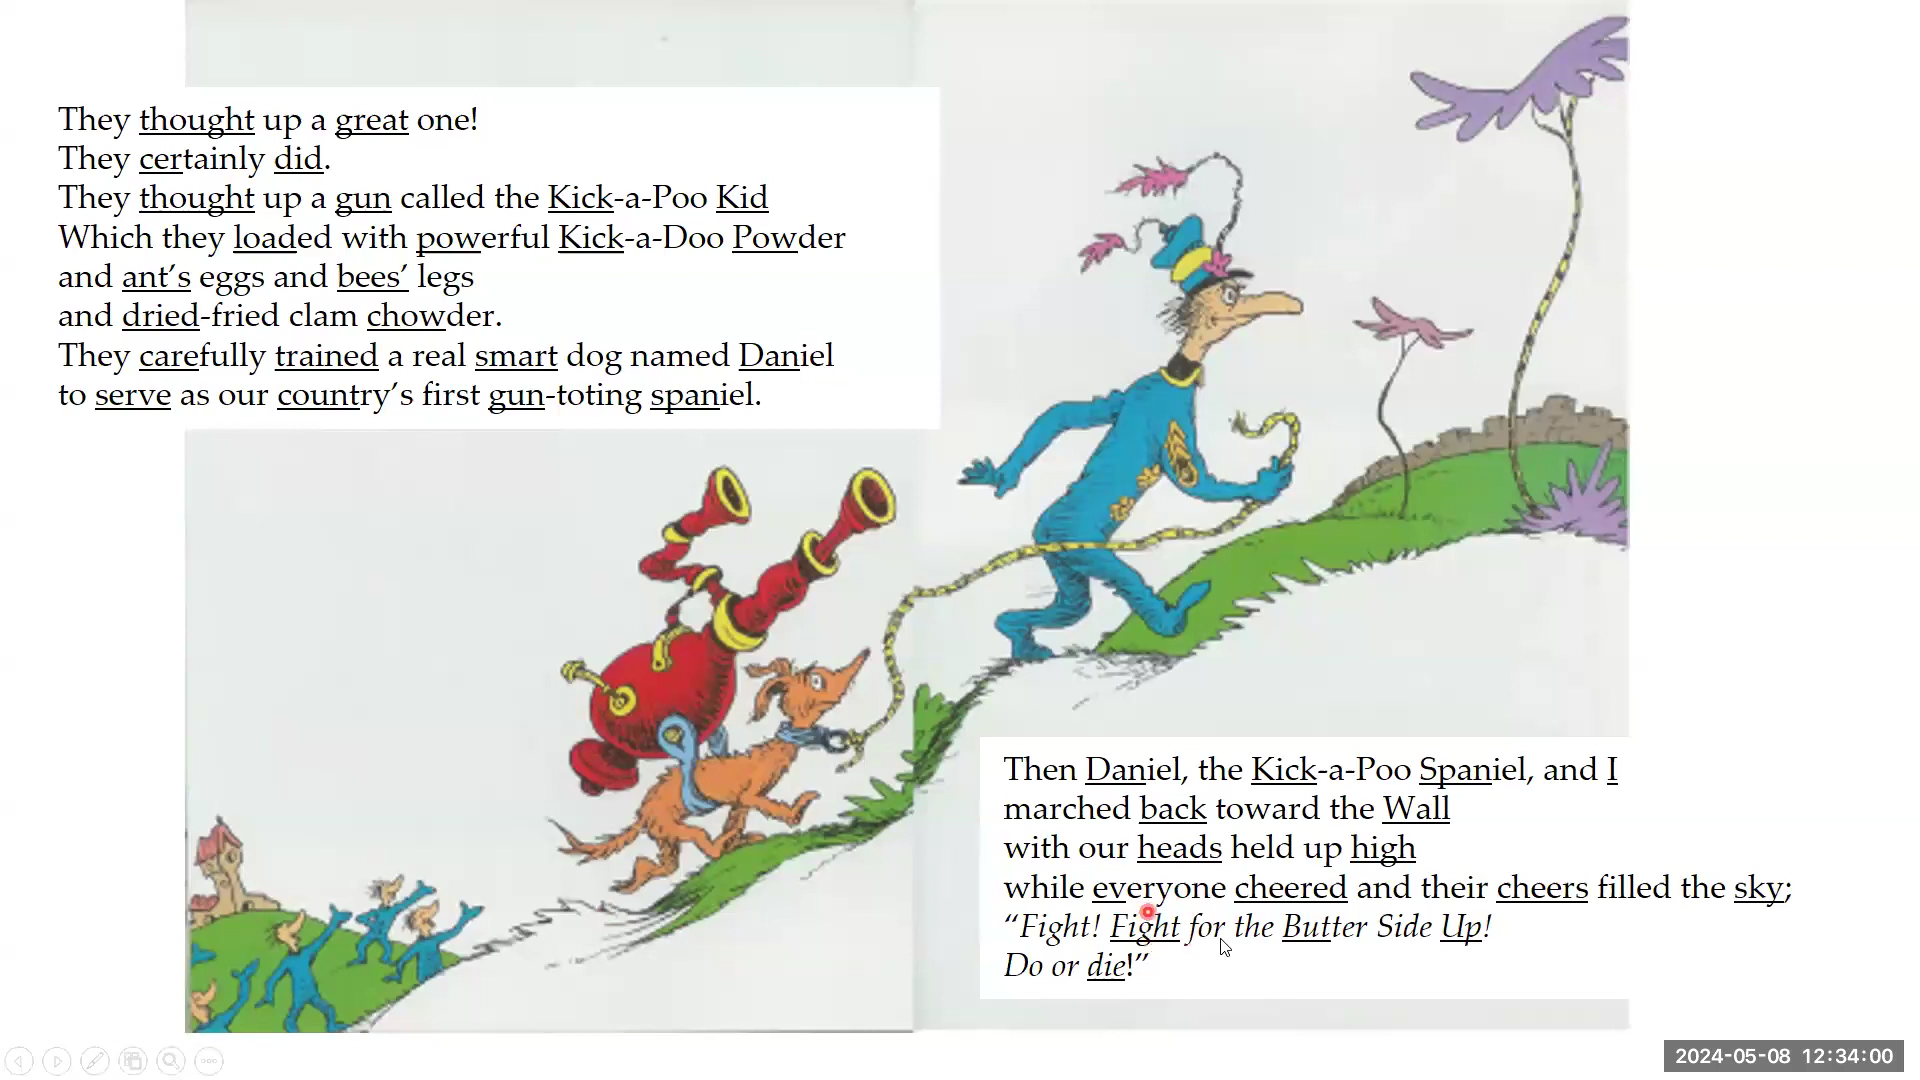 They thought up a great one!
They certainly did.
They thought up a gun called the Kick-a-Poo Kid
Which they loaded with powerful Kick-a-Doo Powder
and ant’s eggs and bees’ legs
and dried-fried clam chowder.
They carefully trained a real smart dog named Daniel
to serve as our country’s first gun-toting spaniel.
Then Daniel, the Kick-a-Poo Spaniel, and I
marched back toward the Wall
with our heads held up high
while everyone cheered and their cheers filled the sky;
“Fight! Fight for the Butter Side Up!
Do or die!”
2024-05-08 12:34:00